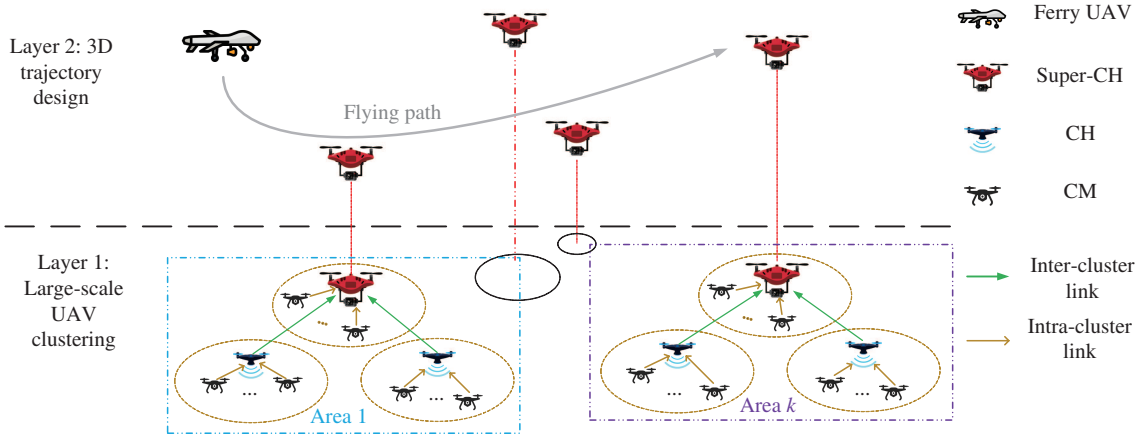 Layer 2: 3D
trajectory
design
Flying path
Ferry UAV
Super-CH
CH
CM
Layer 1:
Large-scale
UAV
clustering
...
...
...
...
...
...
Area 1
Area k
Inter-cluster
link
Intra-cluster
link